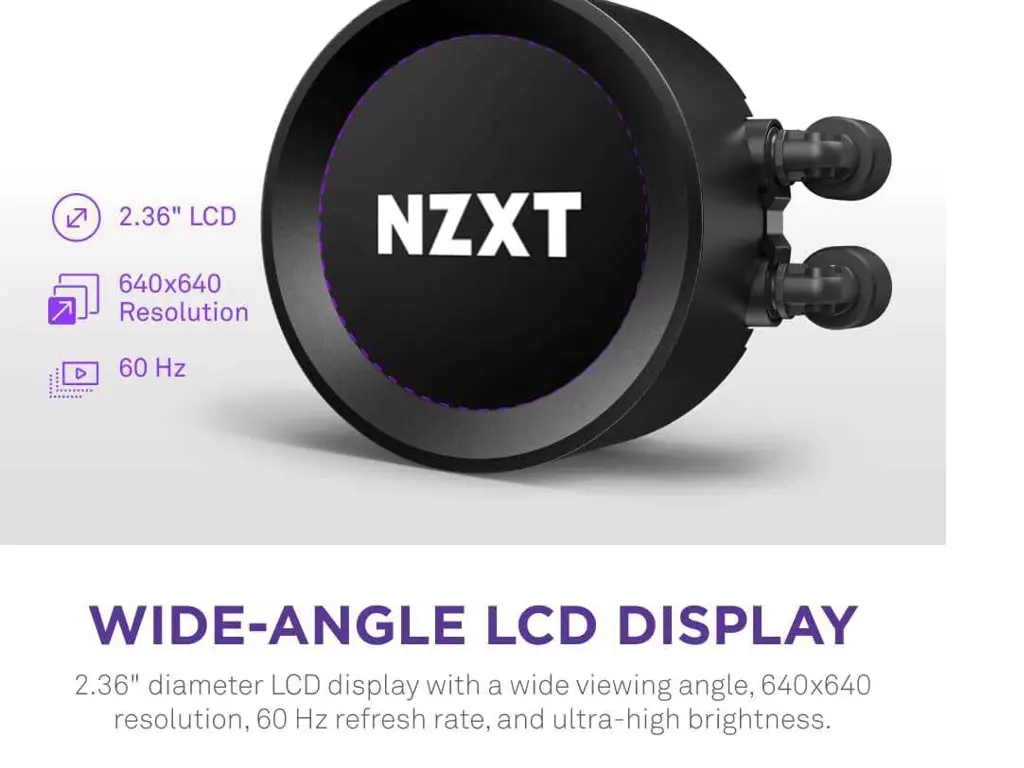 NZXT
2.36" LCD
640x640
Resolution
60 Hz
WIDE-ANGLE LCD DISPLAY
2.36" diameter LCD display with a wide viewing angle, 640x640
resolution, 60 Hz refresh rate, and ultra-high brightness.